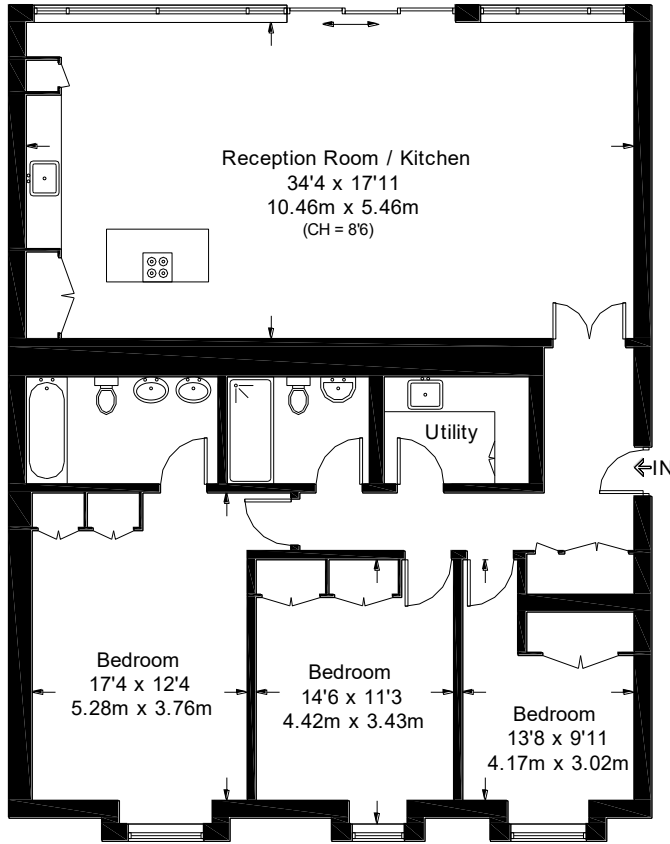 Reception Room / Kitchen
34'4 x 17'11
10.46m x 5.46m
(CH = 8'6)
Utility
IN
Bedroom
17'4 x 12'4
5.28m x 3.76m
Bedroom
14'6 x 11'3
4.42m x 3.43m
Bedroom
13'8 x 9'11
4.17m x 3.02m